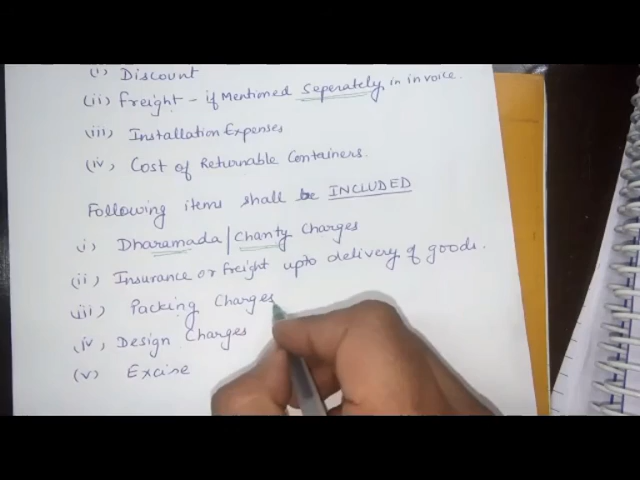 (i) Discount
(ii) Freight - if Mentioned Seperately in invoice.
(iii) Installation Expenses
(iv) Cost of Returnable Containers.
Following items shall be INCLUDED
(i) Dharamada/Charity Charges
(ii) Insurance or Freight upto delivery of goods.
(iii) Packing Charges
(iv) Design Charges
(v) Excise